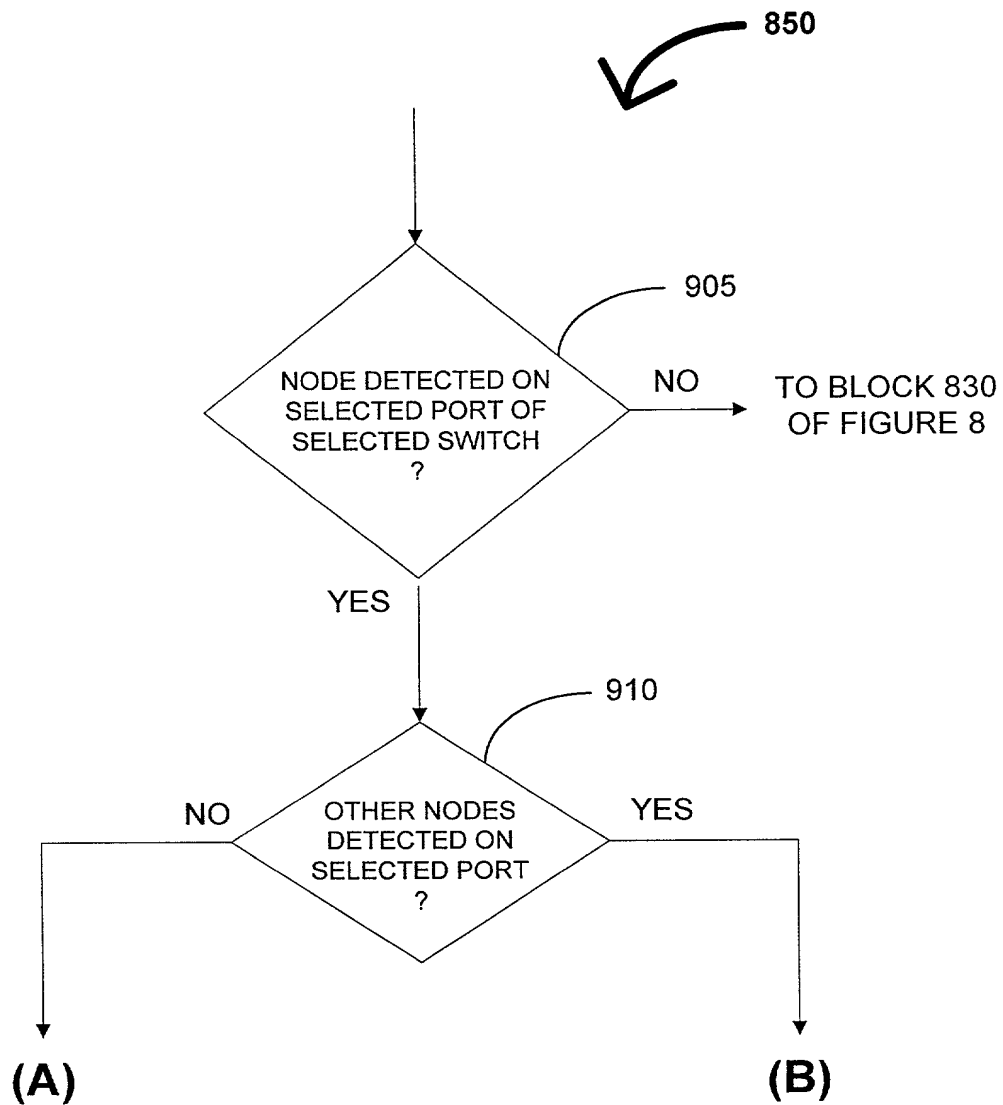 850
905
NODE DETECTED ON
SELECTED PORT OF
SELECTED SWITCH
?
NO
TO BLOCK 830
OF FIGURE 8
YES
910
NO
OTHER NODES
DETECTED ON
SELECTED PORT
?
YES
(A)
(B)